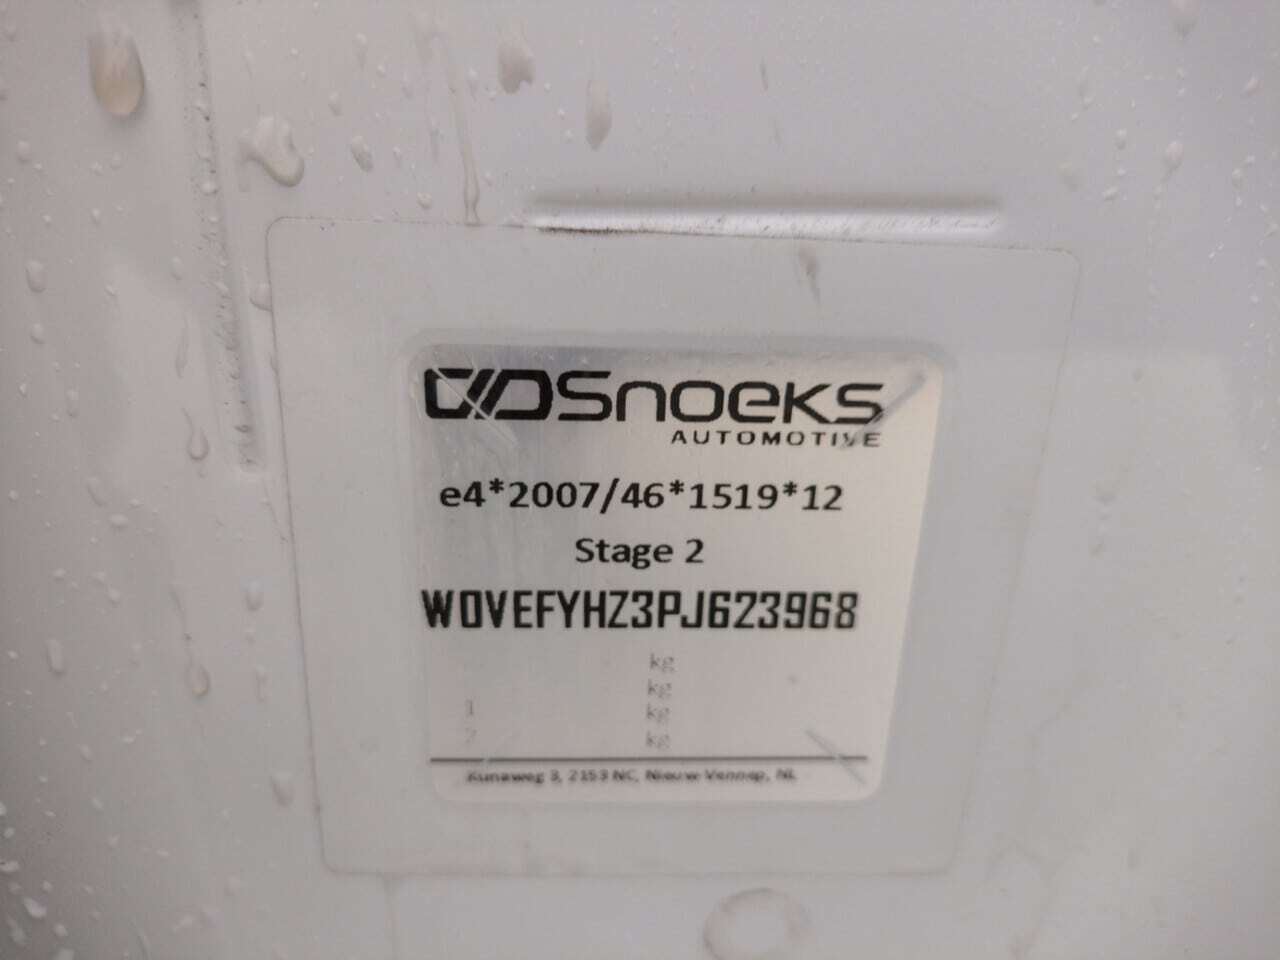 Snoeks
AUTOMOTIVE
e4*2007/46*1519*12
Stage 2
W0VEFYHZ3PJ623968
kg
kg
1 kg
2 kg
Kunaweg 3, 2153 NC, Nieuw-Vennep, NL